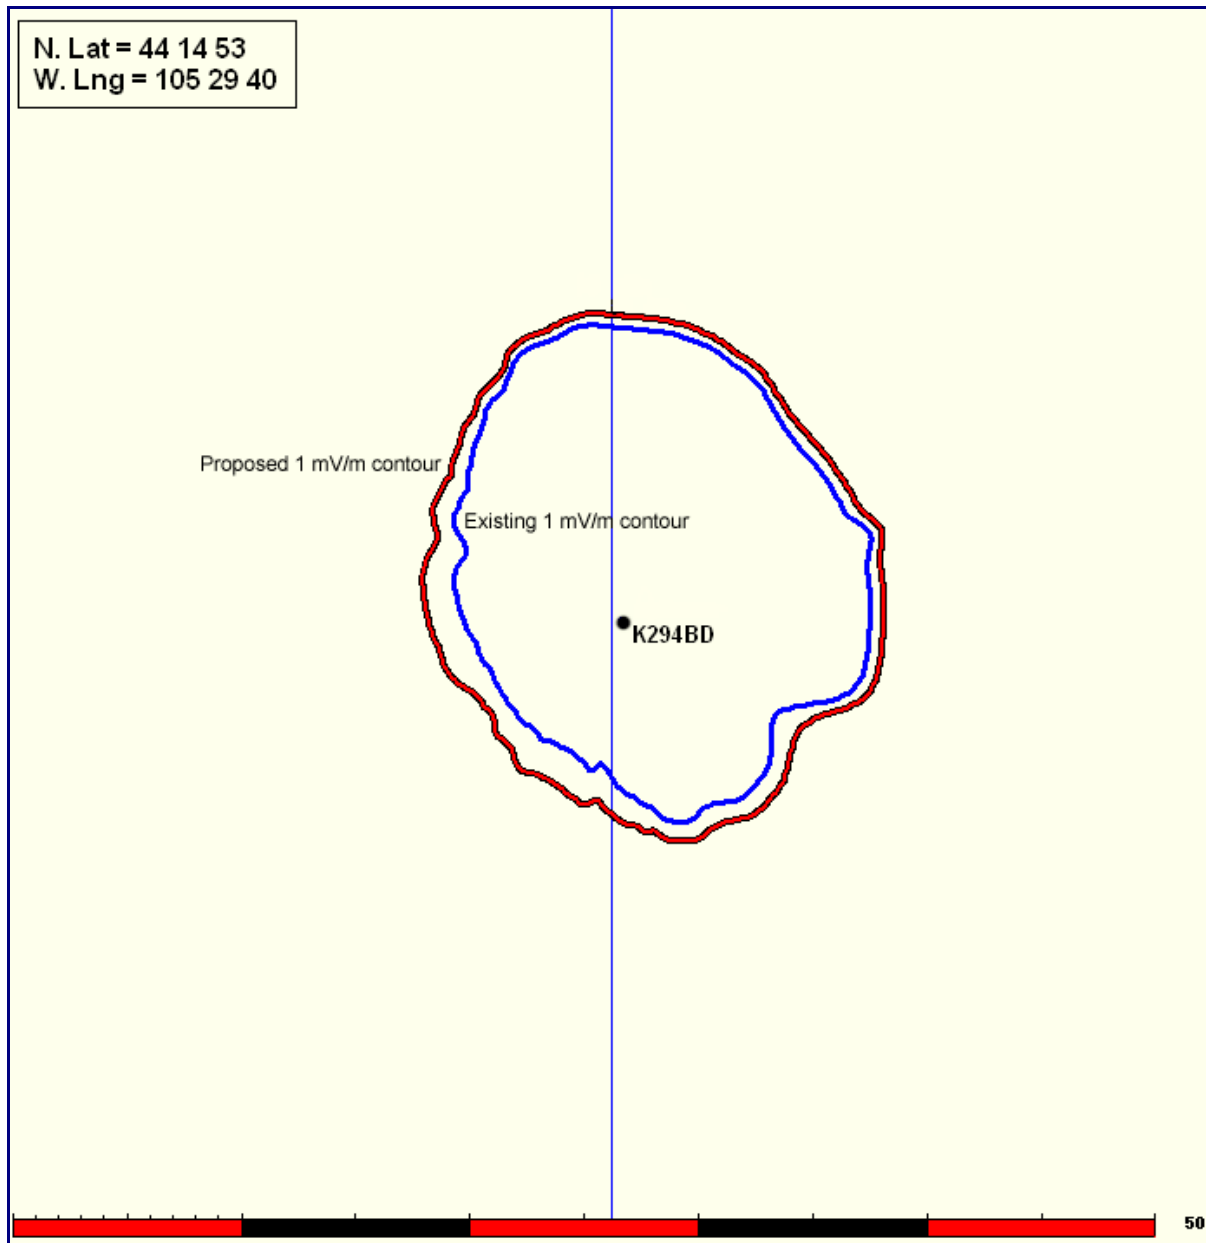 N. Lat = 44 14 53
W. Lng = 105 29 40
Proposed 1 mV/m contour
Existing 1 mV/m contour
K294BD
50